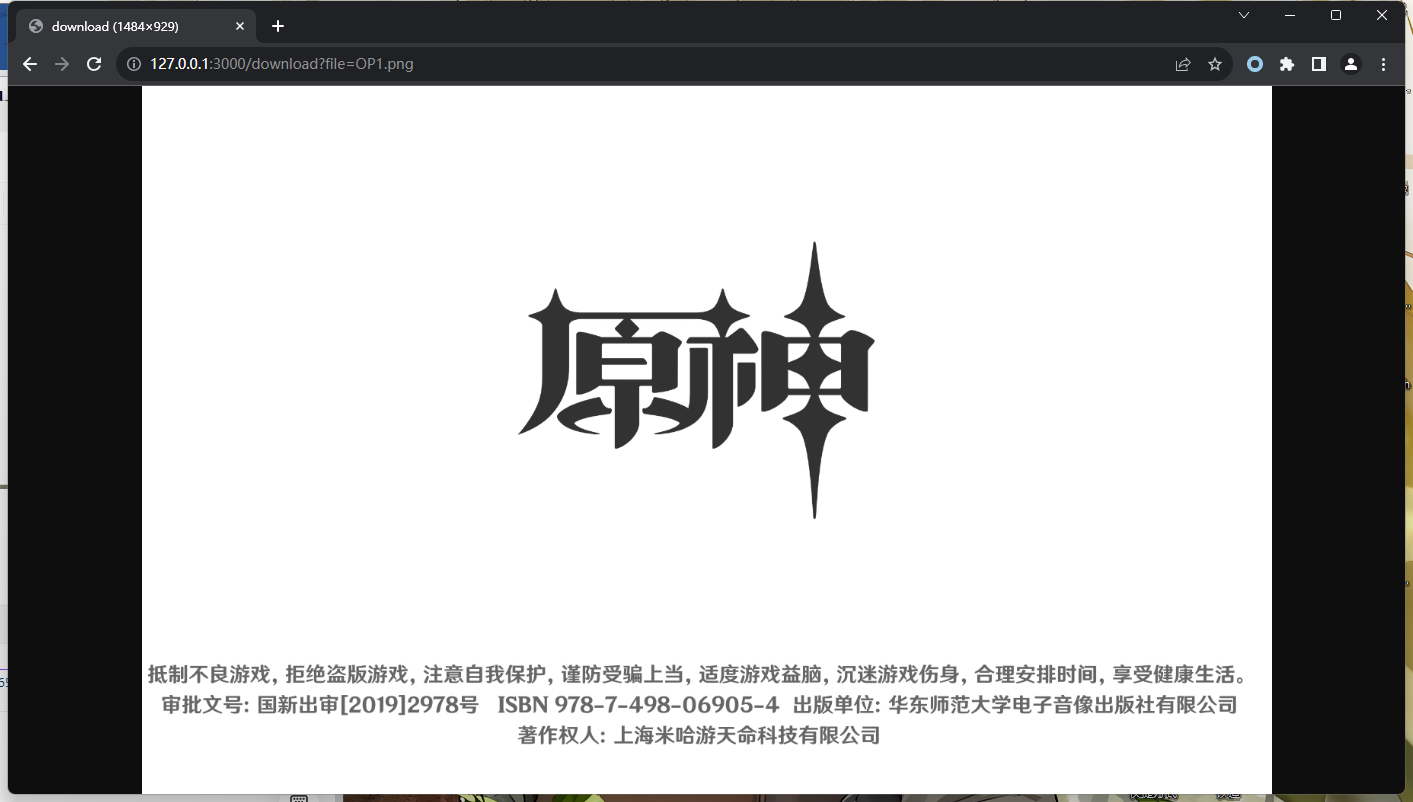 download (1484×929)
127.0.0.1:3000/download?file=OP1.png
原神
抵制不良游戏, 拒绝盗版游戏, 注意自我保护, 谨防受骗上当, 适度游戏益脑, 沉迷游戏伤身, 合理安排时间, 享受健康生活。
审批文号: 国新出审[2019]2978号 ISBN 978-7-498-06905-4 出版单位: 华东师范大学电子音像出版社有限公司
著作权人: 上海米哈游天命科技有限公司